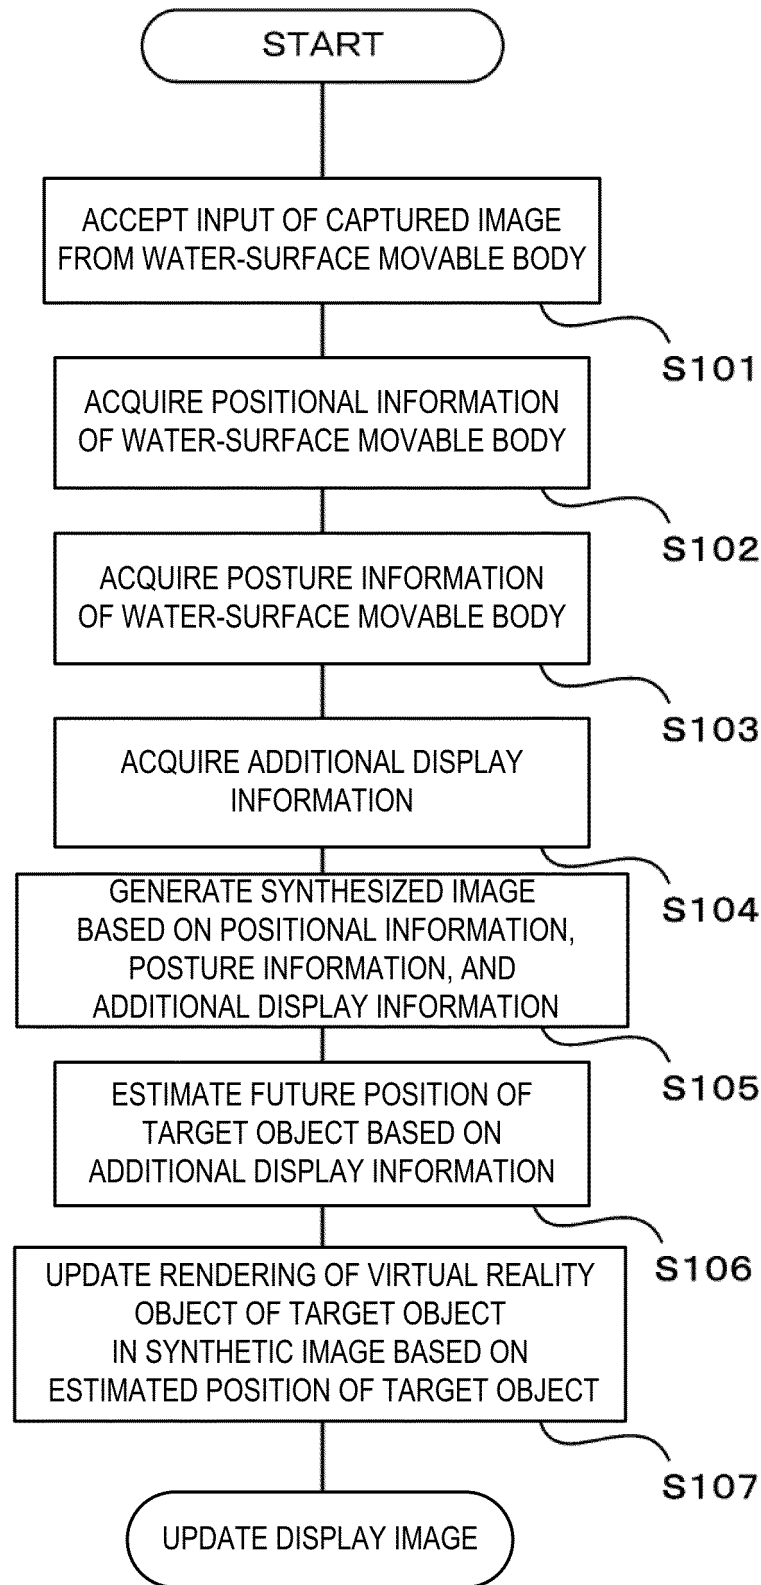 START
ACCEPT INPUT OF CAPTURED IMAGE
FROM WATER-SURFACE MOVABLE BODY
S101
ACQUIRE POSITIONAL INFORMATION
OF WATER-SURFACE MOVABLE BODY
S102
ACQUIRE POSTURE INFORMATION
OF WATER-SURFACE MOVABLE BODY
S103
ACQUIRE ADDITIONAL DISPLAY
INFORMATION
S104
GENERATE SYNTHESIZED IMAGE
BASED ON POSITIONAL INFORMATION,
POSTURE INFORMATION, AND
ADDITIONAL DISPLAY INFORMATION
S105
ESTIMATE FUTURE POSITION OF
TARGET OBJECT BASED ON
ADDITIONAL DISPLAY INFORMATION
S106
UPDATE RENDERING OF VIRTUAL REALITY
OBJECT OF TARGET OBJECT
IN SYNTHETIC IMAGE BASED ON
ESTIMATED POSITION OF TARGET OBJECT
S107
UPDATE DISPLAY IMAGE